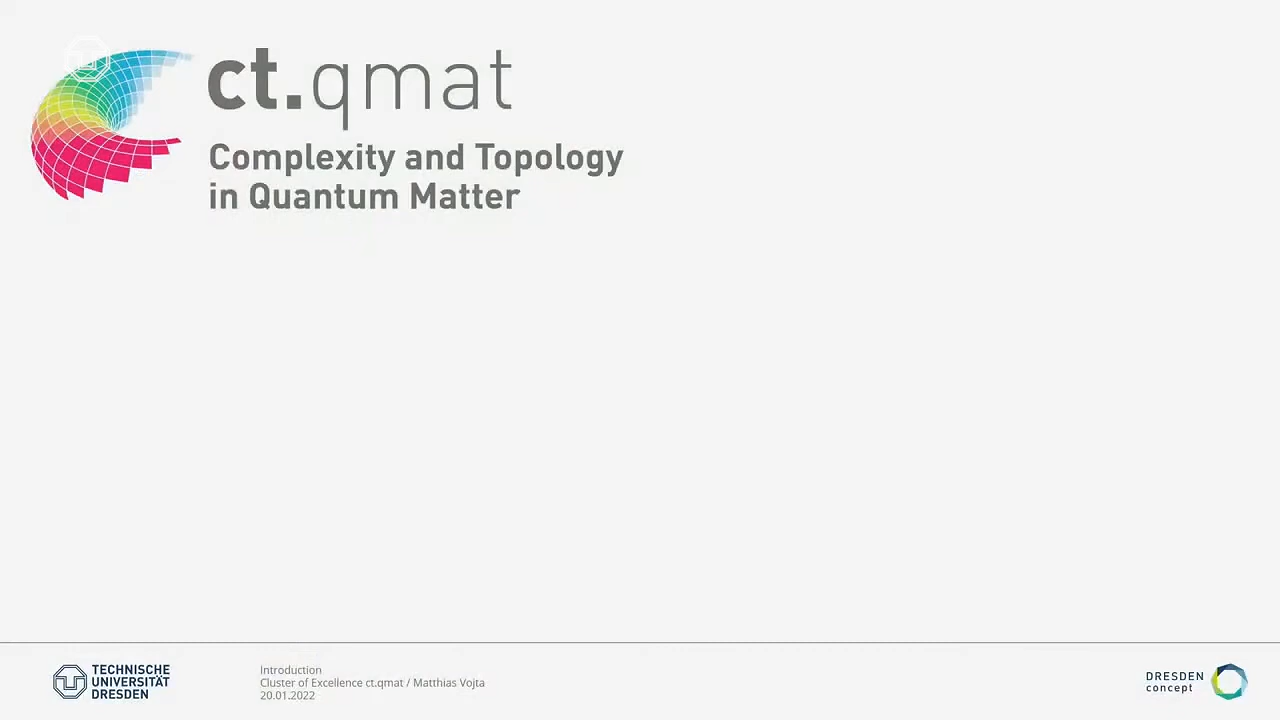 ct.qmat
Complexity and Topology
in Quantum Matter
TECHNISCHE
UNIVERSITÄT
DRESDEN
Introduction
Cluster of Excellence ct.qmat / Matthias Vojta
20.01.2022
DRESDEN
concept